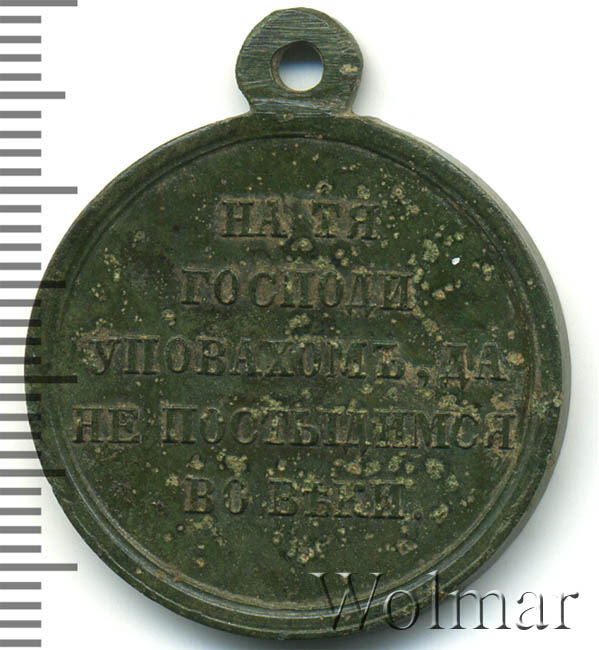 НА ТЯ
ГОСПОДИ
УПОВАХОМЪ, ДА
НЕ ПОСТЫДИМСЯ
ВО ВѢКИ.
Wolmar